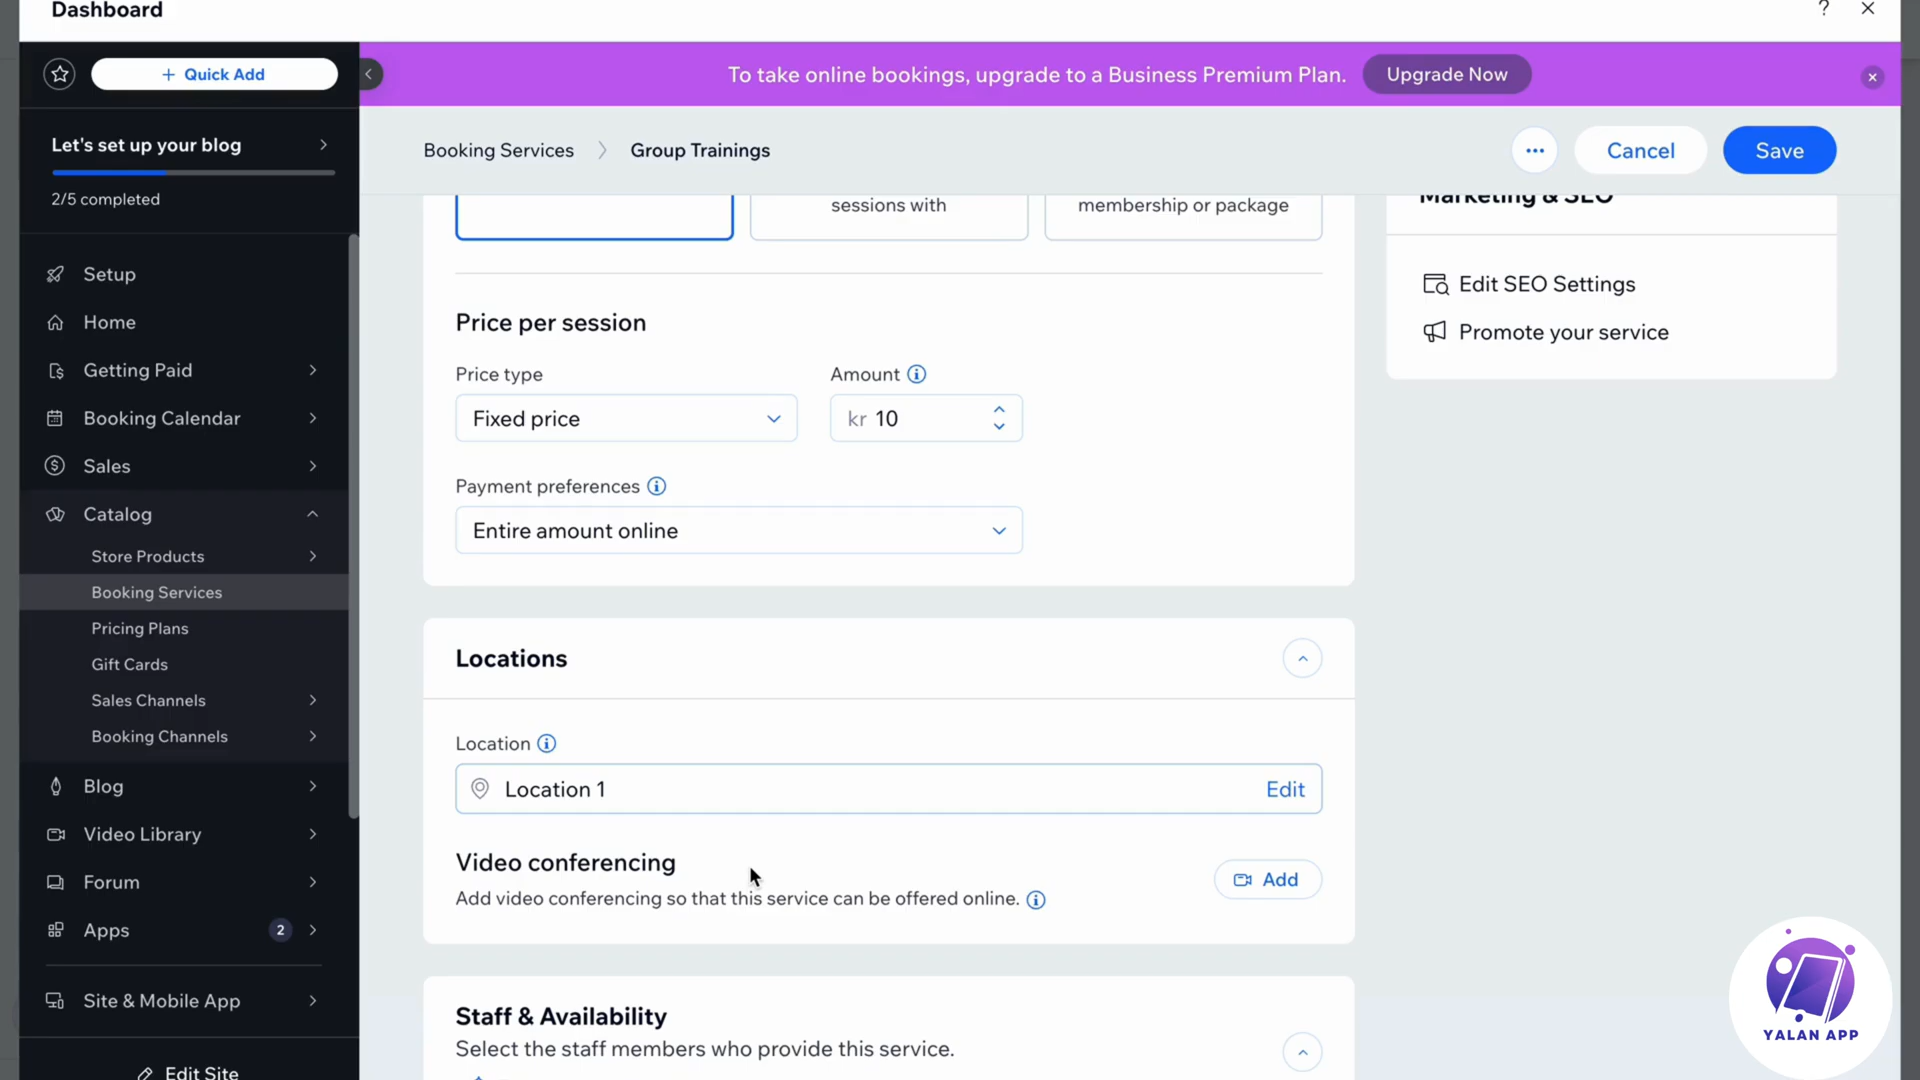 Dashboard
?
Quick Add
To take online bookings, upgrade to a Business Premium Plan.
Upgrade Now
Let's set up your blog
2/5 completed
Booking Services
Group Trainings
Cancel
Save
sessions with
membership or package
Marketing & SEO
Edit SEO Settings
Promote your service
Setup
Home
Getting Paid
Booking Calendar
Sales
Catalog
Store Products
Booking Services
Pricing Plans
Gift Cards
Sales Channels
Booking Channels
Blog
Video Library
Forum
Apps
2
Site & Mobile App
Edit Site
Price per session
Price type
Amount
Fixed price
kr 10
Payment preferences
Entire amount online
Locations
Location
Location 1
Edit
Video conferencing
Add video conferencing so that this service can be offered online.
Add
Staff & Availability
Select the staff members who provide this service.
YALAN APP